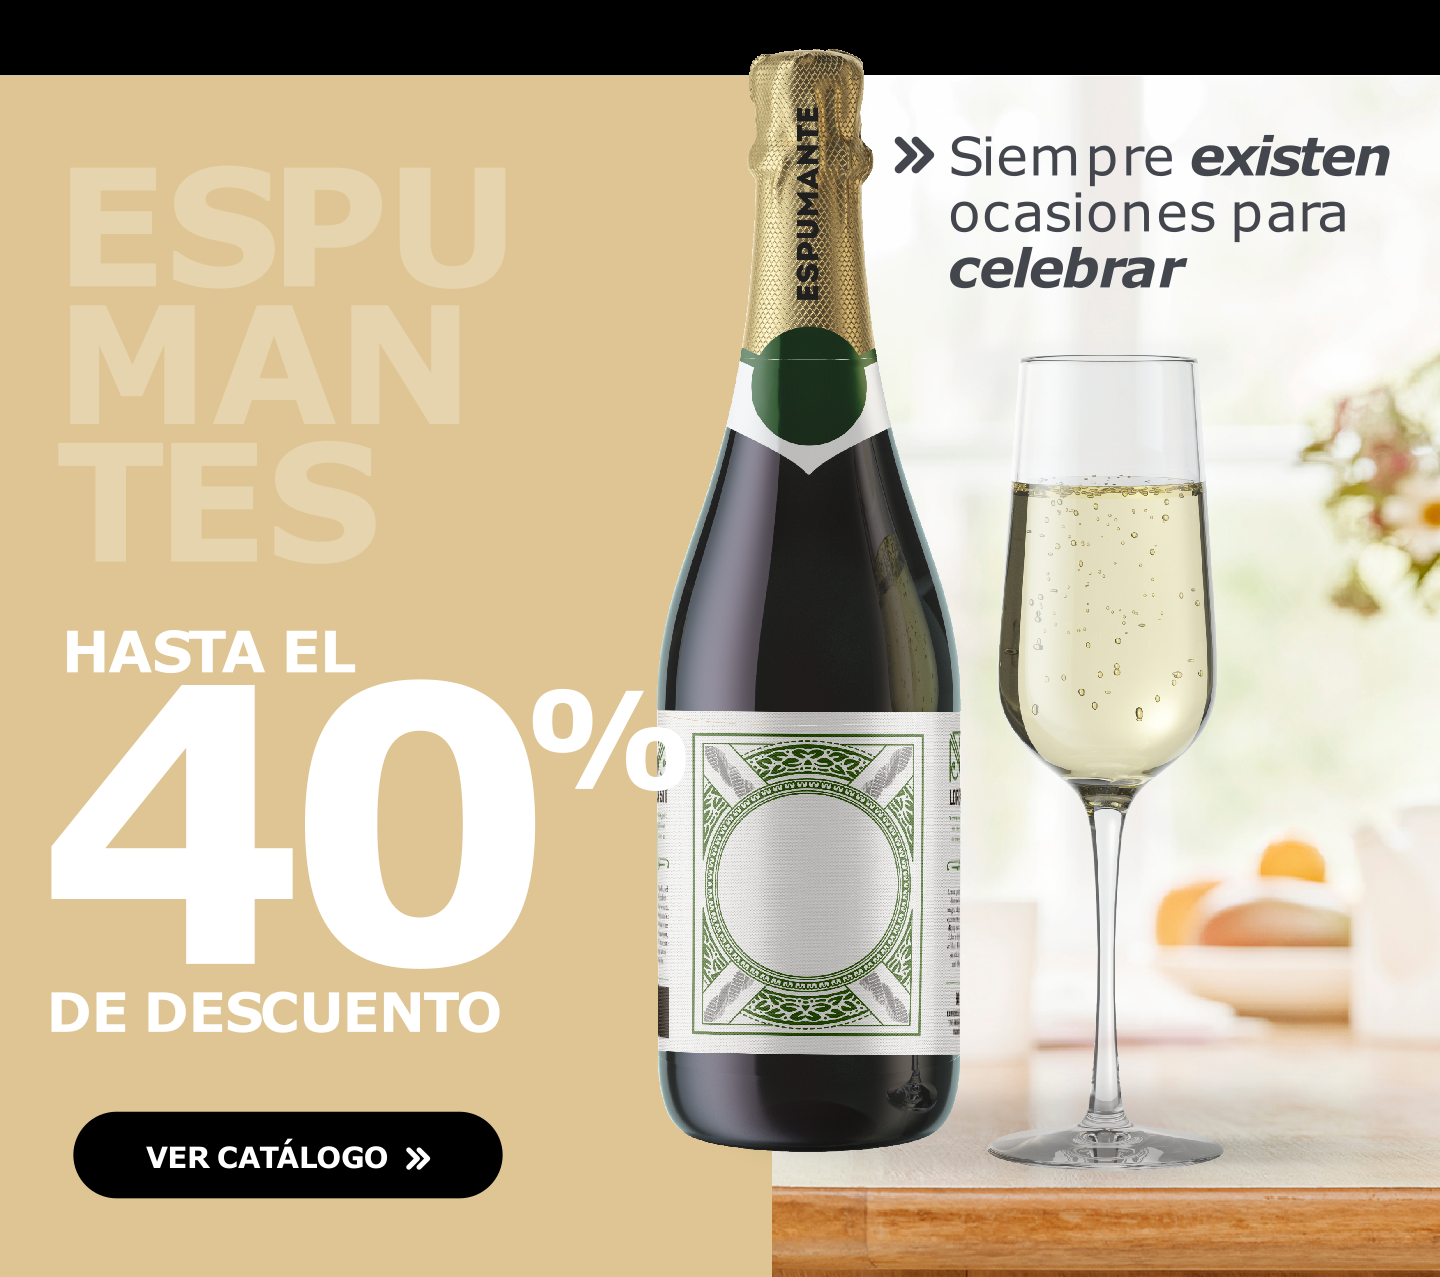 ESPUMANTE
» Siempre existen
ocasiones para
celebrar
ESPU
MAN
TES
HASTA EL
40%
DE DESCUENTO
VER CATÁLOGO »